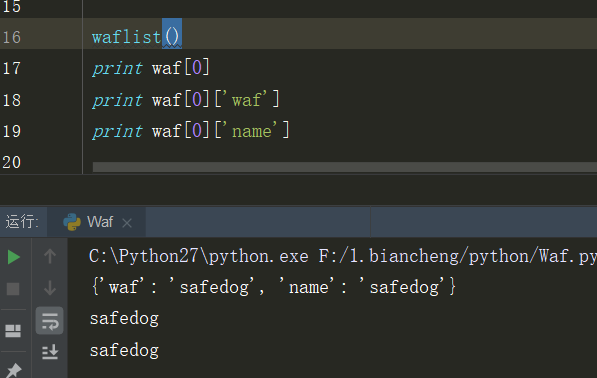 15
16 waflist()
17 print waf[0]
18 print waf[0]['waf']
19 print waf[0]['name']
20
运行: Waf ×
C:\Python27\python.exe F:/1.biancheng/python/Waf.py
{'waf': 'safedog', 'name': 'safedog'}
safedog
safedog